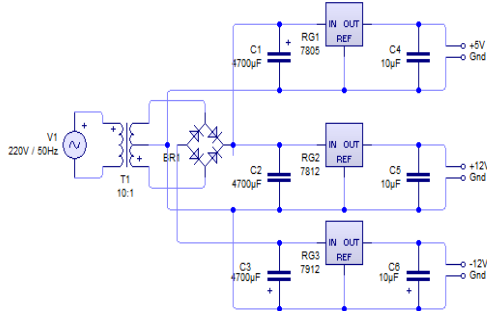 IN OUT
REF
RG1
7805
C1
4700µF
C4
10µF
+5V
Gnd
V1
220V / 50Hz
T1
10:1
BR1
IN OUT
REF
RG2
7812
C2
4700µF
C5
10µF
+12V
Gnd
IN OUT
REF
RG3
7912
C3
4700µF
C6
10µF
-12V
Gnd